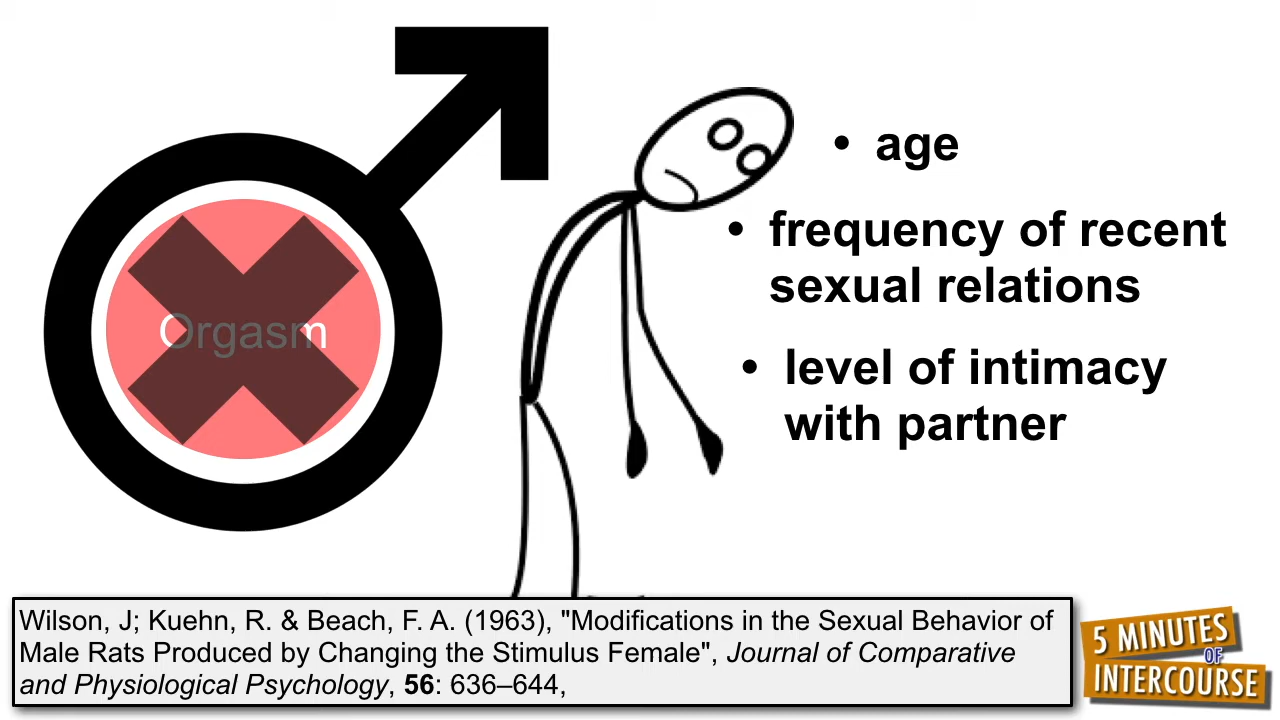 Orgasm
• age
• frequency of recent
sexual relations
• level of intimacy
with partner
Wilson, J; Kuehn, R. & Beach, F. A. (1963), "Modifications in the Sexual Behavior of
Male Rats Produced by Changing the Stimulus Female", Journal of Comparative
and Physiological Psychology, 56: 636–644,
5 MINUTES
OF
INTERCOURSE